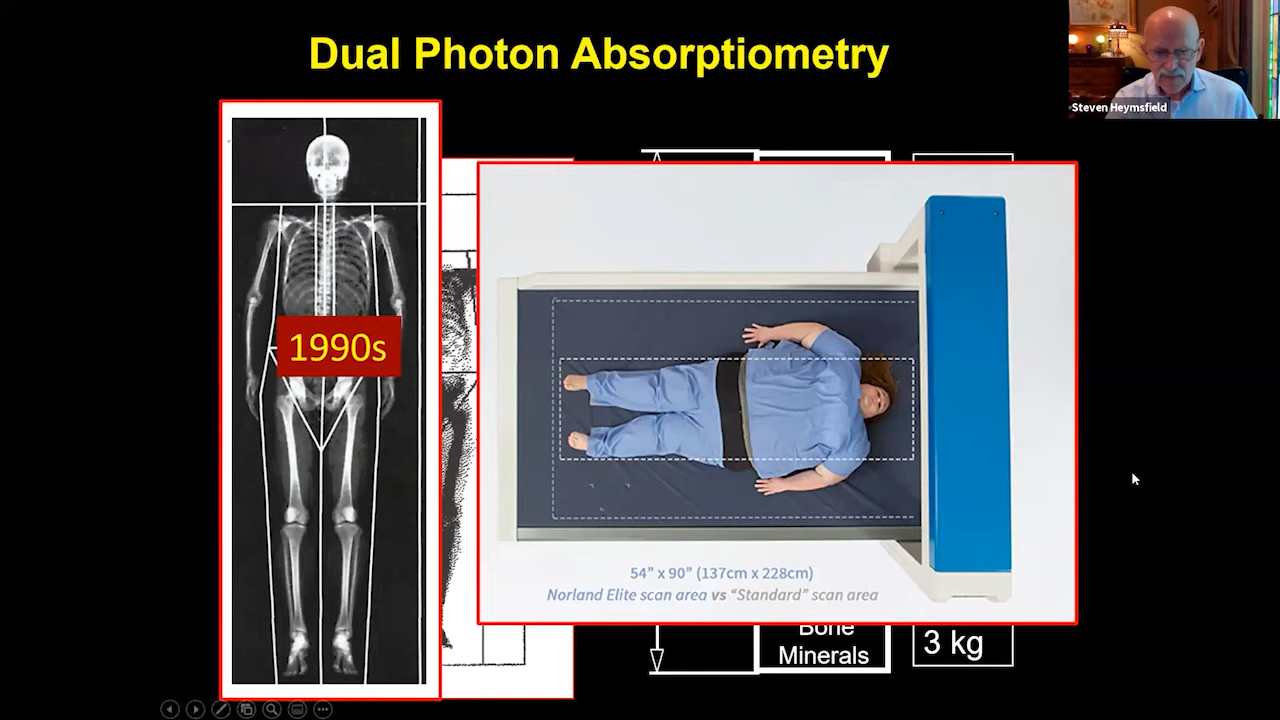 Dual Photon Absorptiometry
Steven Heymsfield
1990s
54” x 90” (137cm x 228cm)
Norland Elite scan area vs “Standard” scan area
Bone
Minerals
3 kg